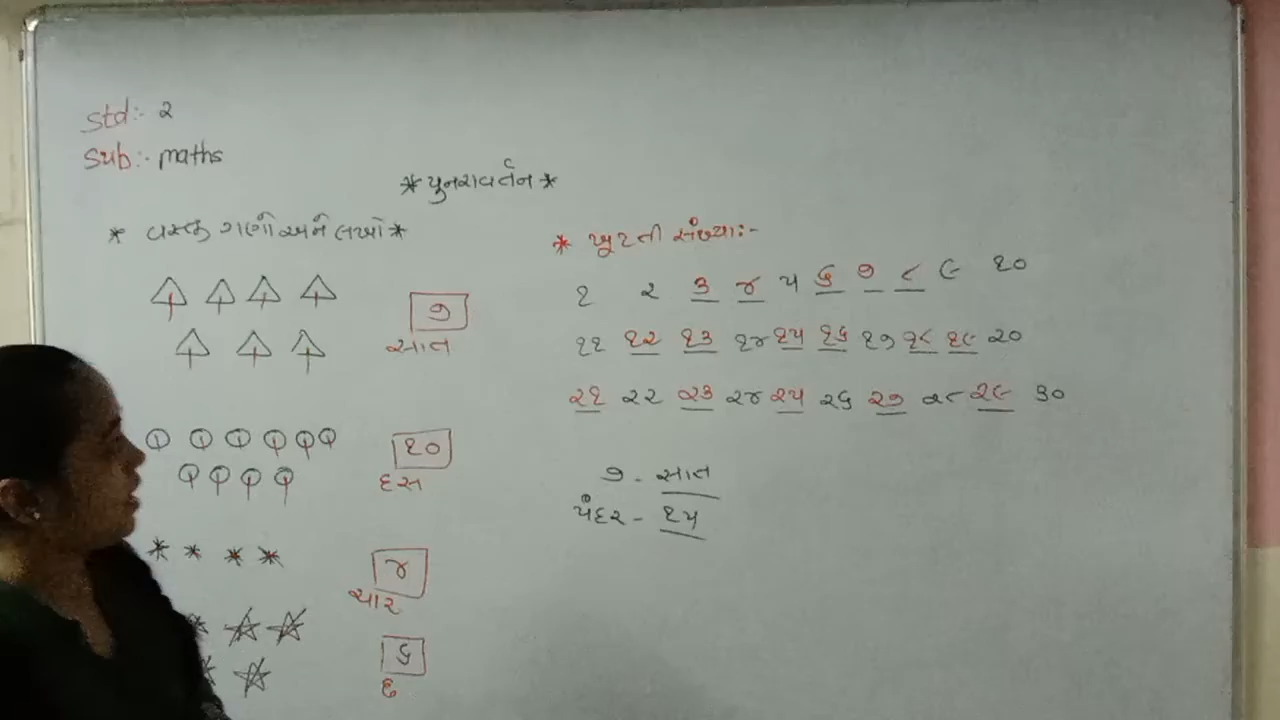 Std:- ૨
Sub:- maths
* પુનરાવર્તન *
* વસ્તુ ગણો અને લખો *
૭
સાત
૧૦
દસ
૪
ચાર
૬
છ
* ખૂટતી સંખ્યા:-
૧ ૨ ૩ ૪ ૫ ૬ ૭ ૮ ૯ ૧૦
૧૧ ૧૨ ૧૩ ૧૪ ૧૫ ૧૬ ૧૭ ૧૮ ૧૯ ૨૦
૨૧ ૨૨ ૨૩ ૨૪ ૨૫ ૨૬ ૨૭ ૨૮ ૨૯ ૩૦
૭ - સાત
પંદર - ૧૫